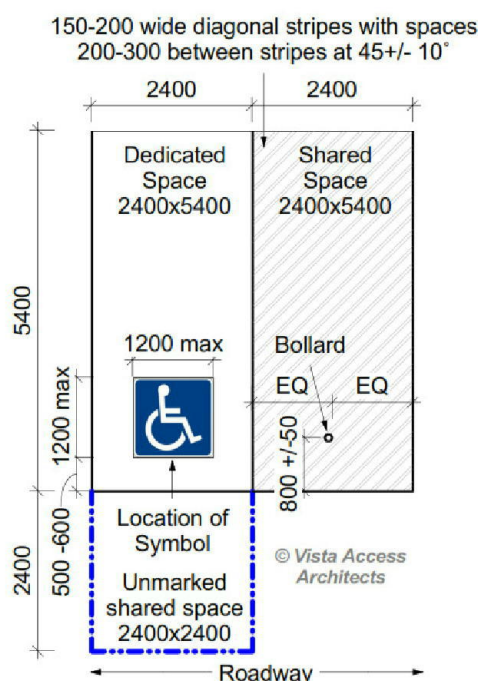 150-200 wide diagonal stripes with spaces
200-300 between stripes at 45+/- 10°
2400
2400
Dedicated
Space
2400x5400
Shared
Space
2400x5400
5400
1200 max
Bollard
EQ
EQ
1200 max
800 +/-50
500 -600
Location of
Symbol
2400
Unmarked
shared space
2400x2400
© Vista Access
Architects
Roadway